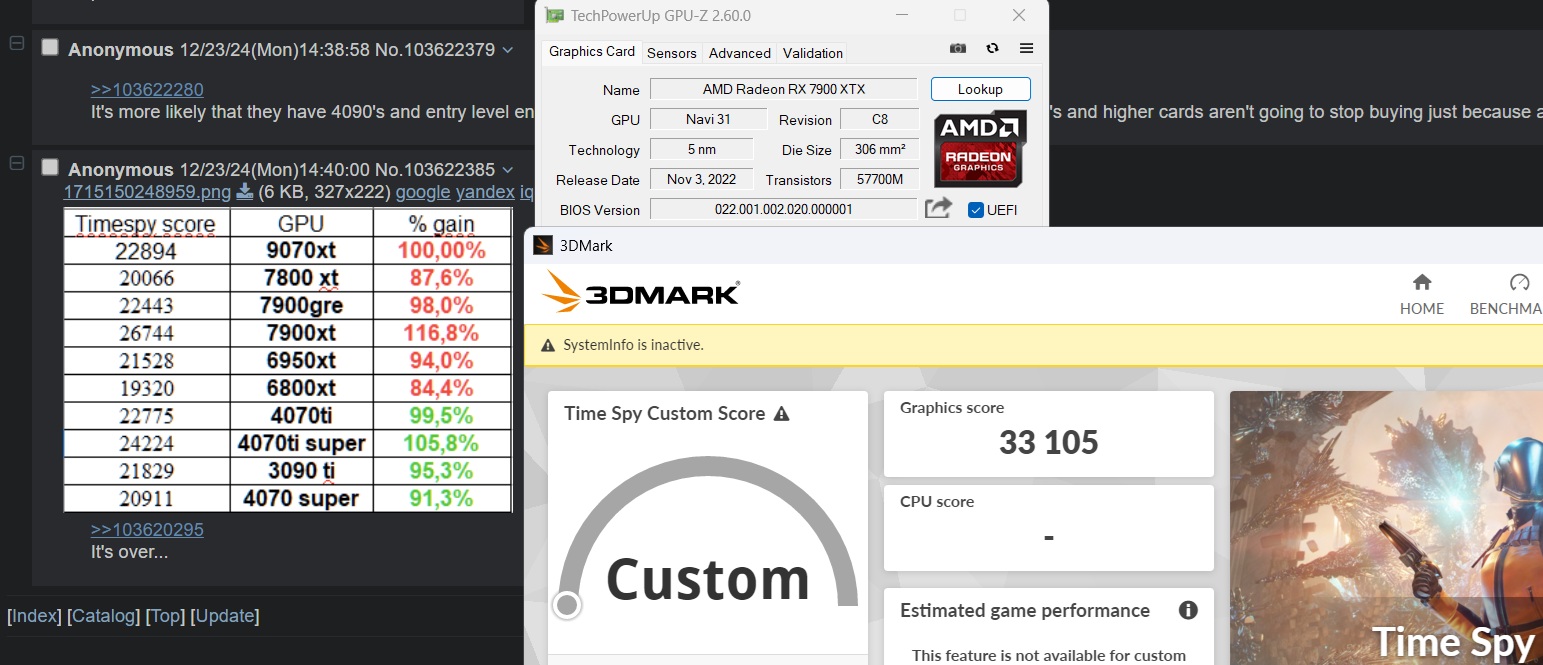 Anonymous 12/23/24(Mon)14:38:58 No.103622379
>>103622280
It's more likely that they have 4090's and entry level en
's and higher cards aren't going to stop buying just because a
Anonymous 12/23/24(Mon)14:40:00 No.103622385
1715150248959.png (6 KB, 327x222) google yandex iq
Timespy score GPU % gain
22894 9070xt 100,00%
20066 7800 xt 87,6%
22443 7900gre 98,0%
26744 7900xt 116,8%
21528 6950xt 94,0%
19320 6800xt 84,4%
22775 4070ti 99,5%
24224 4070ti super 105,8%
21829 3090 ti 95,3%
20911 4070 super 91,3%
>>103620295
It's over...
[Index] [Catalog] [Top] [Update]
TechPowerUp GPU-Z 2.60.0
Graphics Card Sensors Advanced Validation
Name AMD Radeon RX 7900 XTX Lookup
GPU Navi 31 Revision C8
Technology 5 nm Die Size 306 mm²
Release Date Nov 3, 2022 Transistors 57700M
BIOS Version 022.001.002.020.000001 UEFI
AMD
RADEON
GRAPHICS
3DMark
3DMARK®
HOME BENCHMA
SystemInfo is inactive.
Time Spy Custom Score
Custom
Graphics score
33 105
CPU score
-
Estimated game performance
This feature is not available for custom
Time Spy